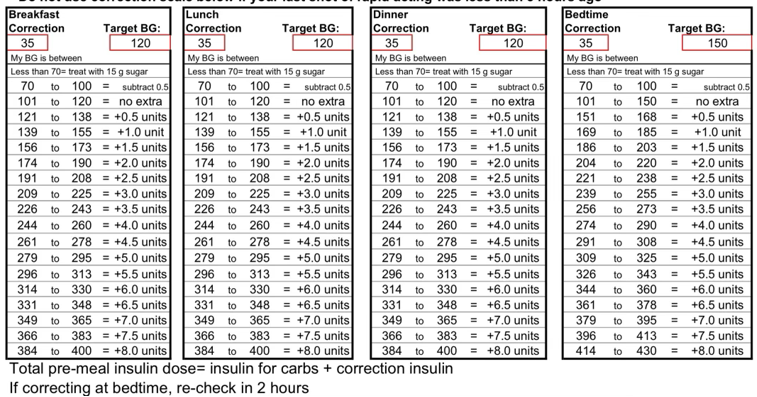 Do not use correction scale below if your last shot of rapid acting was less than hours ago
Breakfast
Correction Target BG:
35 120
My BG is between
Less than 70= treat with 15 g sugar
70 to 100 = subtract 0.5
101 to 120 = no extra
121 to 138 = +0.5 units
139 to 155 = +1.0 unit
156 to 173 = +1.5 units
174 to 190 = +2.0 units
191 to 208 = +2.5 units
209 to 225 = +3.0 units
226 to 243 = +3.5 units
244 to 260 = +4.0 units
261 to 278 = +4.5 units
279 to 295 = +5.0 units
296 to 313 = +5.5 units
314 to 330 = +6.0 units
331 to 348 = +6.5 units
349 to 365 = +7.0 units
366 to 383 = +7.5 units
384 to 400 = +8.0 units
Lunch
Correction Target BG:
35 120
My BG is between
Less than 70= treat with 15 g sugar
70 to 100 = subtract 0.5
101 to 120 = no extra
121 to 138 = +0.5 units
139 to 155 = +1.0 unit
156 to 173 = +1.5 units
174 to 190 = +2.0 units
191 to 208 = +2.5 units
209 to 225 = +3.0 units
226 to 243 = +3.5 units
244 to 260 = +4.0 units
261 to 278 = +4.5 units
279 to 295 = +5.0 units
296 to 313 = +5.5 units
314 to 330 = +6.0 units
331 to 348 = +6.5 units
349 to 365 = +7.0 units
366 to 383 = +7.5 units
384 to 400 = +8.0 units
Dinner
Correction Target BG:
35 120
My BG is between
Less than 70= treat with 15 g sugar
70 to 100 = subtract 0.5
101 to 120 = no extra
121 to 138 = +0.5 units
139 to 155 = +1.0 unit
156 to 173 = +1.5 units
174 to 190 = +2.0 units
191 to 208 = +2.5 units
209 to 225 = +3.0 units
226 to 243 = +3.5 units
244 to 260 = +4.0 units
261 to 278 = +4.5 units
279 to 295 = +5.0 units
296 to 313 = +5.5 units
314 to 330 = +6.0 units
331 to 348 = +6.5 units
349 to 365 = +7.0 units
366 to 383 = +7.5 units
384 to 400 = +8.0 units
Bedtime
Correction Target BG:
35 150
My BG is between
Less than 70= treat with 15 g sugar
70 to 100 = subtract 0.5
101 to 150 = no extra
151 to 168 = +0.5 units
169 to 185 = +1.0 unit
186 to 203 = +1.5 units
204 to 220 = +2.0 units
221 to 238 = +2.5 units
239 to 255 = +3.0 units
256 to 273 = +3.5 units
274 to 290 = +4.0 units
291 to 308 = +4.5 units
309 to 325 = +5.0 units
326 to 343 = +5.5 units
344 to 360 = +6.0 units
361 to 378 = +6.5 units
379 to 395 = +7.0 units
396 to 413 = +7.5 units
414 to 430 = +8.0 units
Total pre-meal insulin dose= insulin for carbs + correction insulin
If correcting at bedtime, re-check in 2 hours